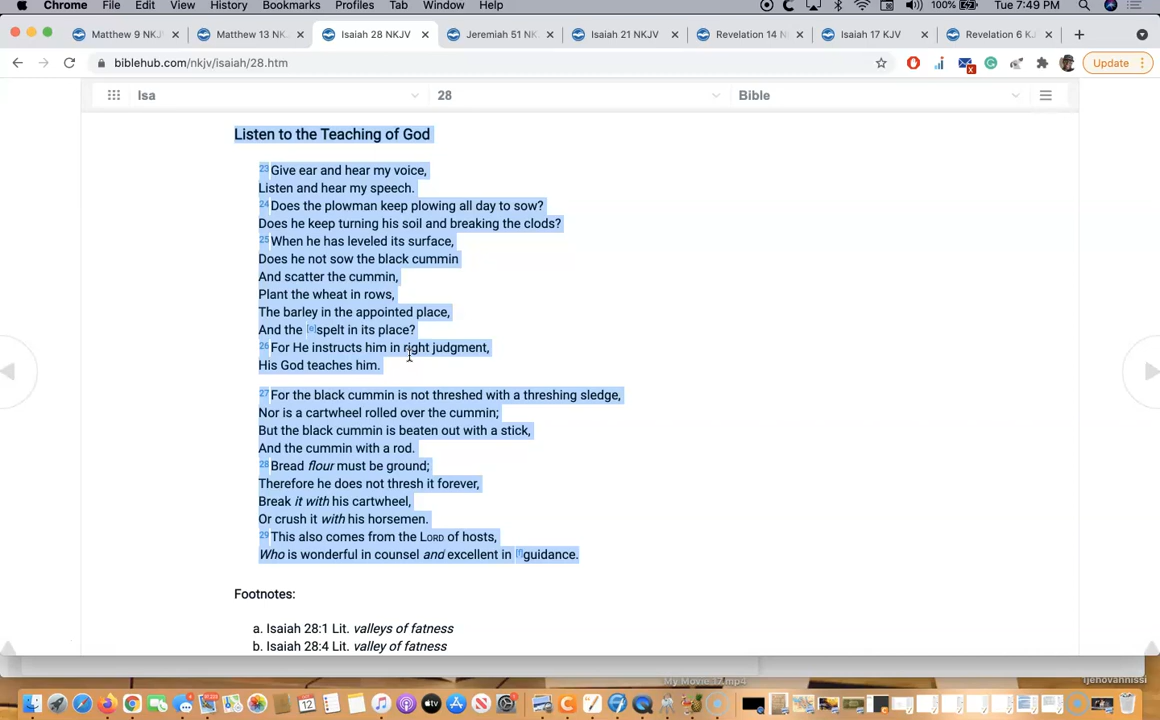 Chrome File Edit View History Bookmarks Profiles Tab Window Help 100% Tue 7:49 PM
Matthew 9 NKJV Matthew 13 NKJV Isaiah 28 NKJV Jeremiah 51 NKJV Isaiah 21 NKJV Revelation 14 N Isaiah 17 KJV Revelation 6 KJV
biblehub.com/nkjv/isaiah/28.htm Update
Isa 28 Bible
Listen to the Teaching of God
23 Give ear and hear my voice,
Listen and hear my speech.
24 Does the plowman keep plowing all day to sow?
Does he keep turning his soil and breaking the clods?
25 When he has leveled its surface,
Does he not sow the black cummin
And scatter the cummin,
Plant the wheat in rows,
The barley in the appointed place,
And the [e]spelt in its place?
26 For He instructs him in right judgment,
His God teaches him.
27 For the black cummin is not threshed with a threshing sledge,
Nor is a cartwheel rolled over the cummin;
But the black cummin is beaten out with a stick,
And the cummin with a rod.
28 Bread flour must be ground;
Therefore he does not thresh it forever,
Break it with his cartwheel,
Or crush it with his horsemen.
29 This also comes from the LORD of hosts,
Who is wonderful in counsel and excellent in [f]guidance.
Footnotes:
a. Isaiah 28:1 Lit. valleys of fatness
b. Isaiah 28:4 Lit. valley of fatness
My Movie 17.mp4
12